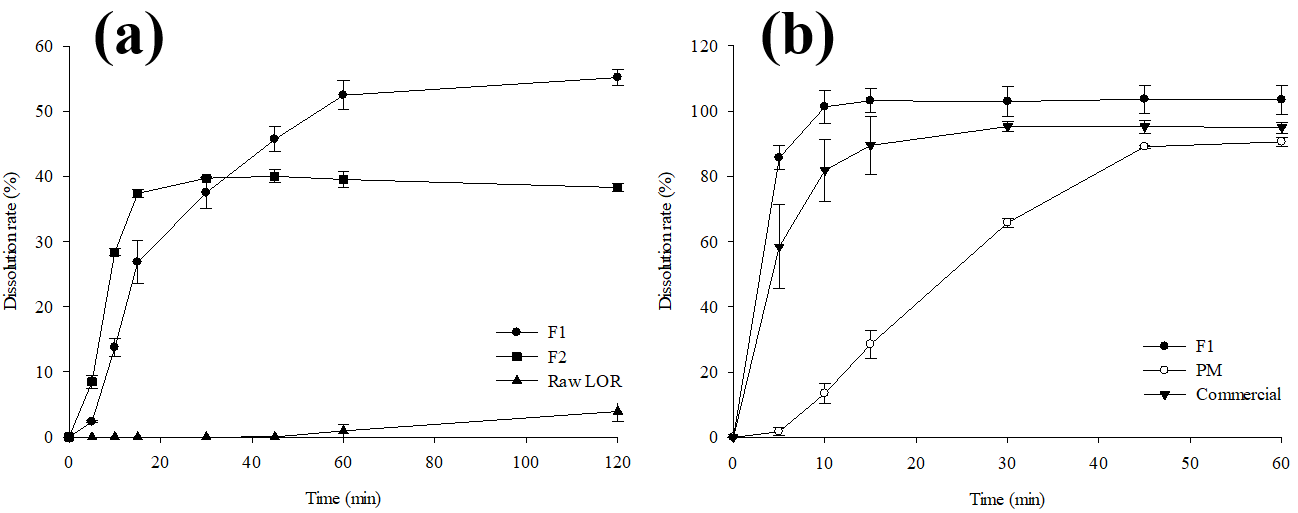 (a)
60
50
40
30
20
10
0
Dissolution rate (%)
F1
F2
Raw LOR
0 20 40 60 80 100 120
Time (min)
(b)
120
100
80
60
40
20
0
Dissolution rate (%)
F1
PM
Commercial
0 10 20 30 40 50 60
Time (min)